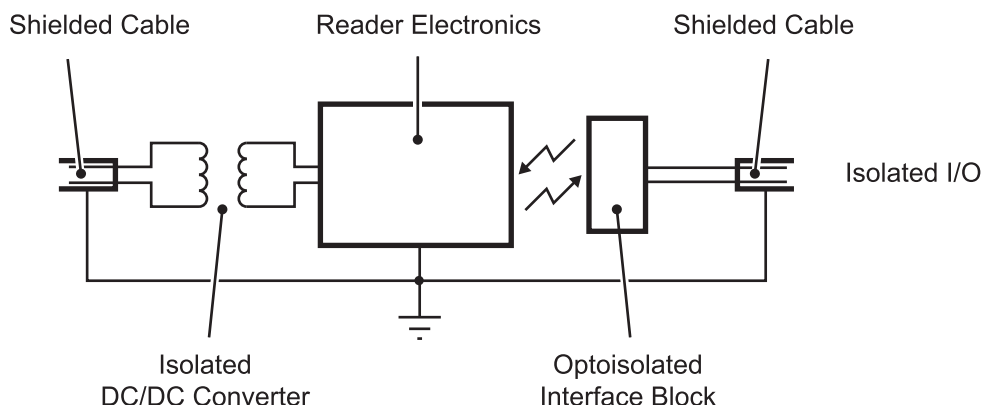 Shielded Cable
Reader Electronics
Shielded Cable
Isolated I/O
Isolated
DC/DC Converter
Optoisolated
Interface Block